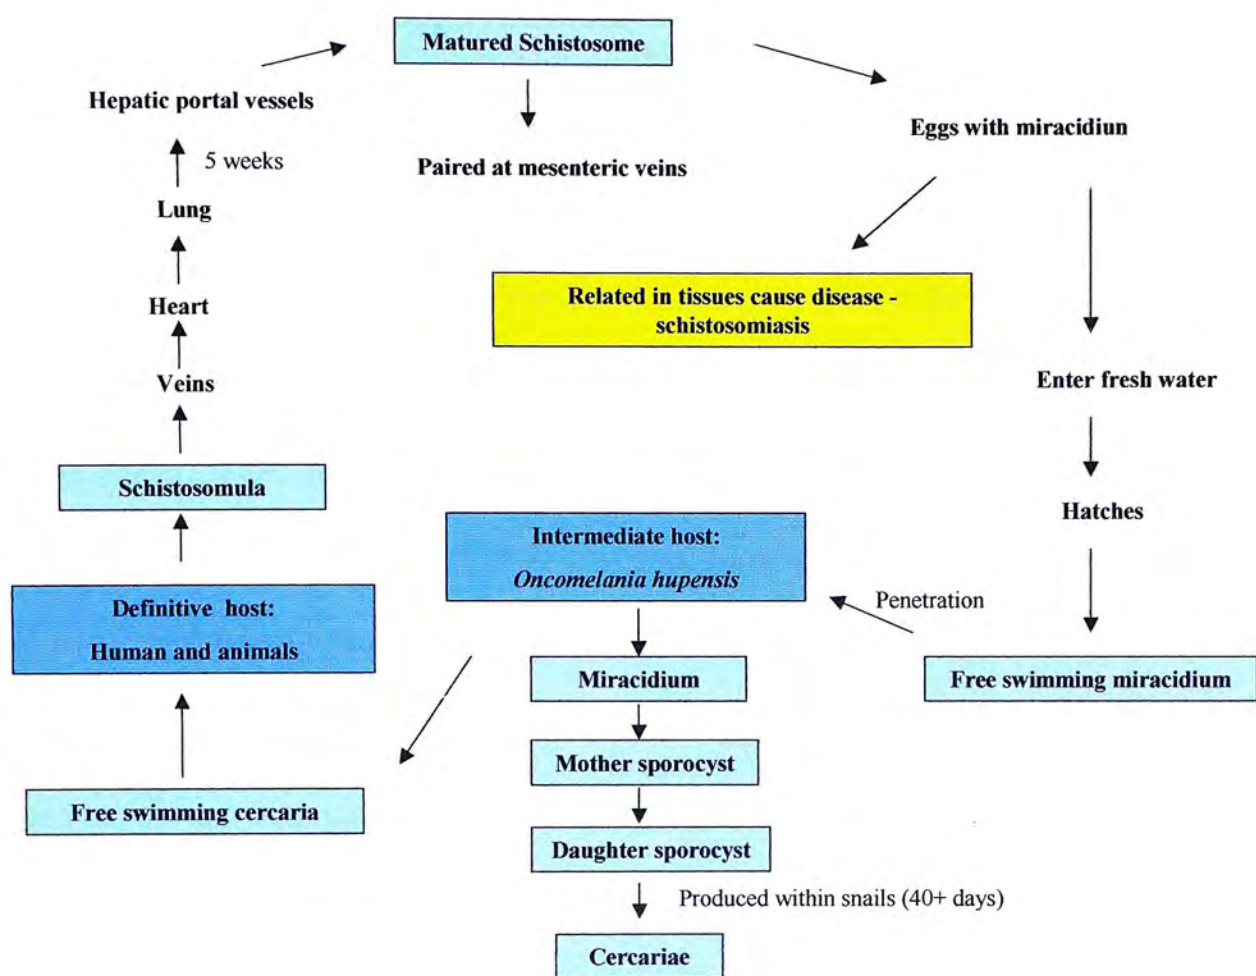 Matured Schistosome
Hepatic portal vessels
Eggs with miracidiun
5 weeks
Paired at mesenteric veins
Lung
Related in tissues cause disease -
schistosomiasis
Heart
Veins
Enter fresh water
Schistosomula
Hatches
Intermediate host:
Oncomelania hupensis
Definitive host:
Human and animals
Penetration
Miracidium
Free swimming miracidium
Mother sporocyst
Free swimming cercaria
Daughter sporocyst
Produced within snails (40+ days)
Cercariae